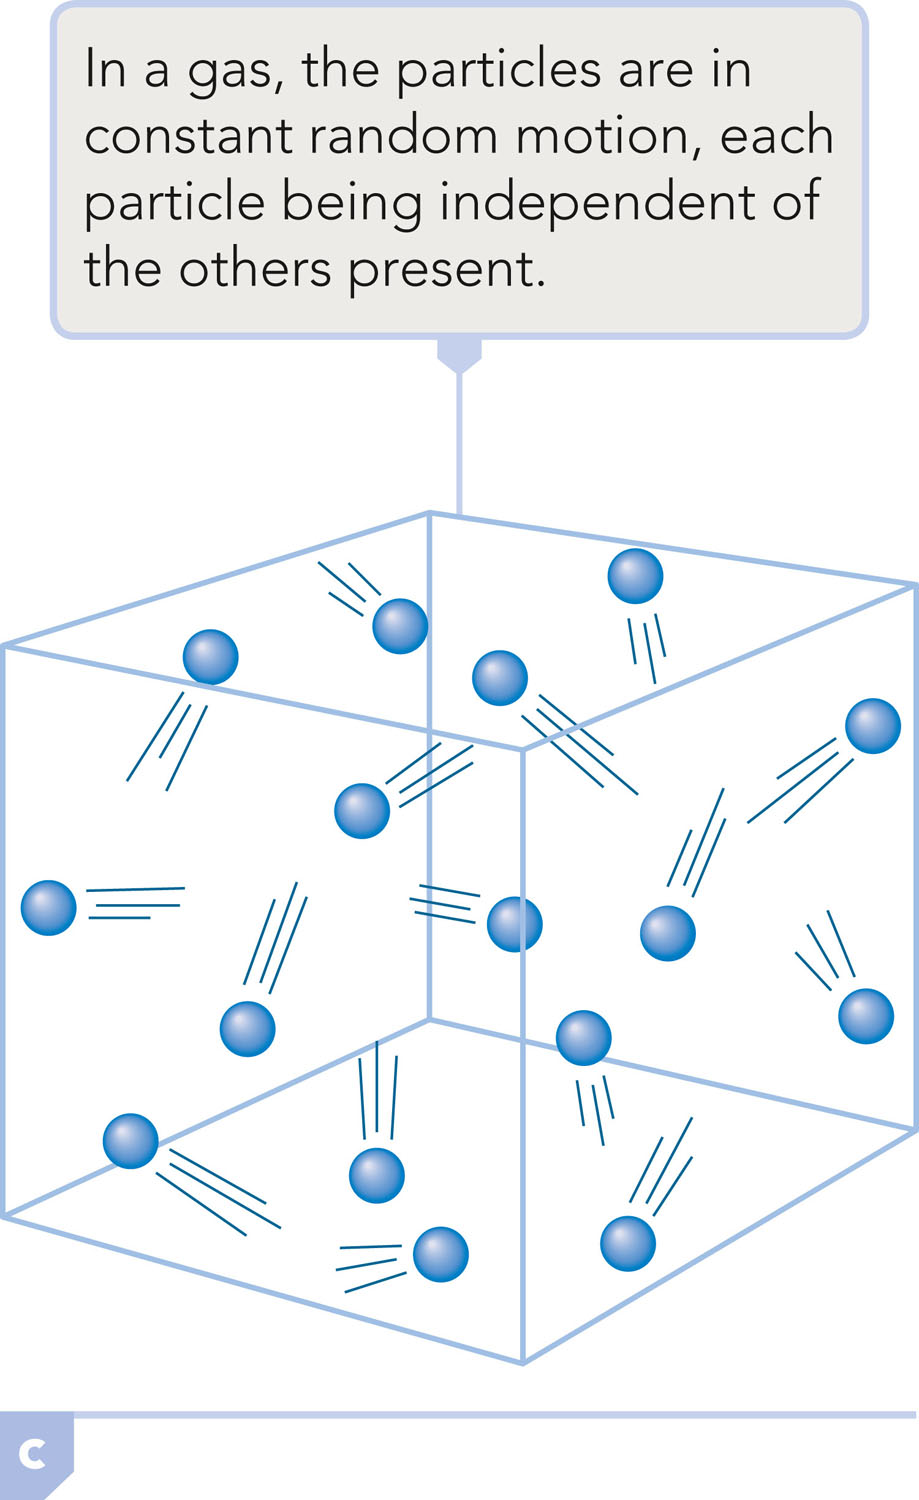 In a gas, the particles are in
constant random motion, each
particle being independent of
the others present.
C